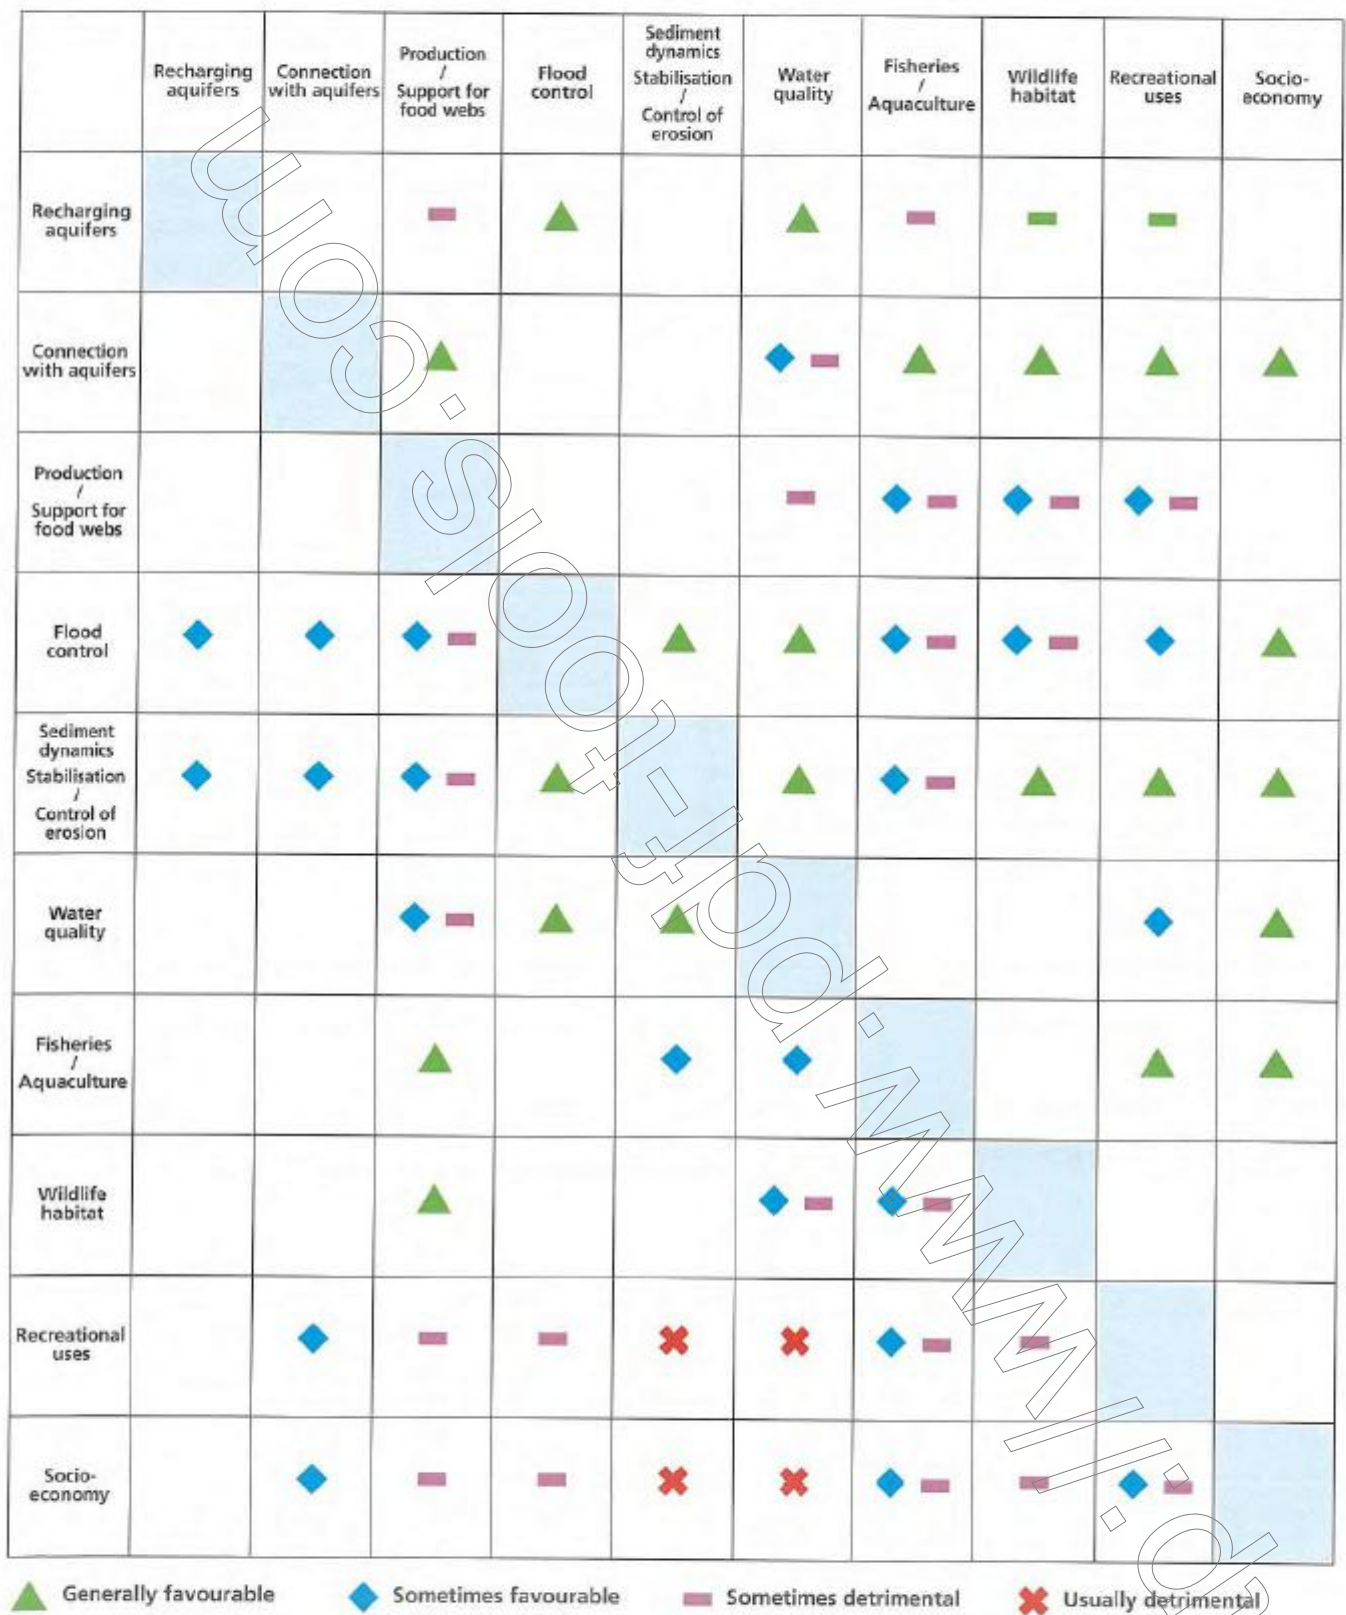 Recharging
aquifers
Connection
with aquifers
Production
/
Support for
food webs
Flood
control
Sediment
dynamics
Stabilisation
/
Control of
erosion
Water
quality
Fisheries
/
Aquaculture
Wildlife
habitat
Recreational
uses
Socio-
economy
Recharging
aquifers
Connection
with aquifers
Production
/
Support for
food webs
Flood
control
Sediment
dynamics
Stabilisation
/
Control of
erosion
Water
quality
Fisheries
/
Aquaculture
Wildlife
habitat
Recreational
uses
Socio-
economy
Generally favourable
Sometimes favourable
Sometimes detrimental
Usually detrimental